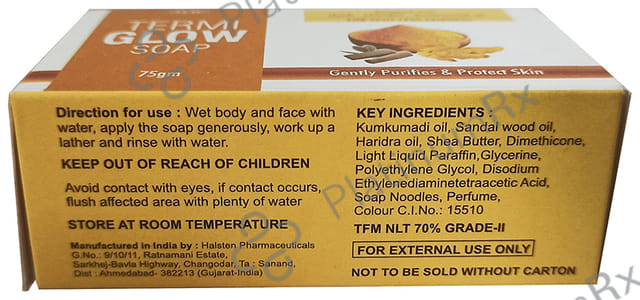 TERMI
GLOW
SOAP
75gm
Gently Purifies & Protect Skin
Direction for use : Wet body and face with
water, apply the soap generously, work up a
lather and rinse with water.
KEEP OUT OF REACH OF CHILDREN
Avoid contact with eyes, if contact occurs,
flush affected area with plenty of water
STORE AT ROOM TEMPERATURE
Manufactured in India by : Halsten Pharmaceuticals
G.No.: 9/10/11, Ratnamani Estate,
Sarkhej-Bavla Highway, Changodar, Ta : Sanand,
Dist : Ahmedabad- 382213 (Gujarat-India)
KEY INGREDIENTS :
Kumkumadi oil, Sandal wood oil,
Haridra oil, Shea Butter, Dimethicone,
Light Liquid Paraffin,Glycerine,
Polyethylene Glycol, Disodium
Ethylenediaminetetraacetic Acid,
Soap Noodles, Perfume,
Colour C.I.No.: 15510
TFM NLT 70% GRADE-II
FOR EXTERNAL USE ONLY
NOT TO BE SOLD WITHOUT CARTON